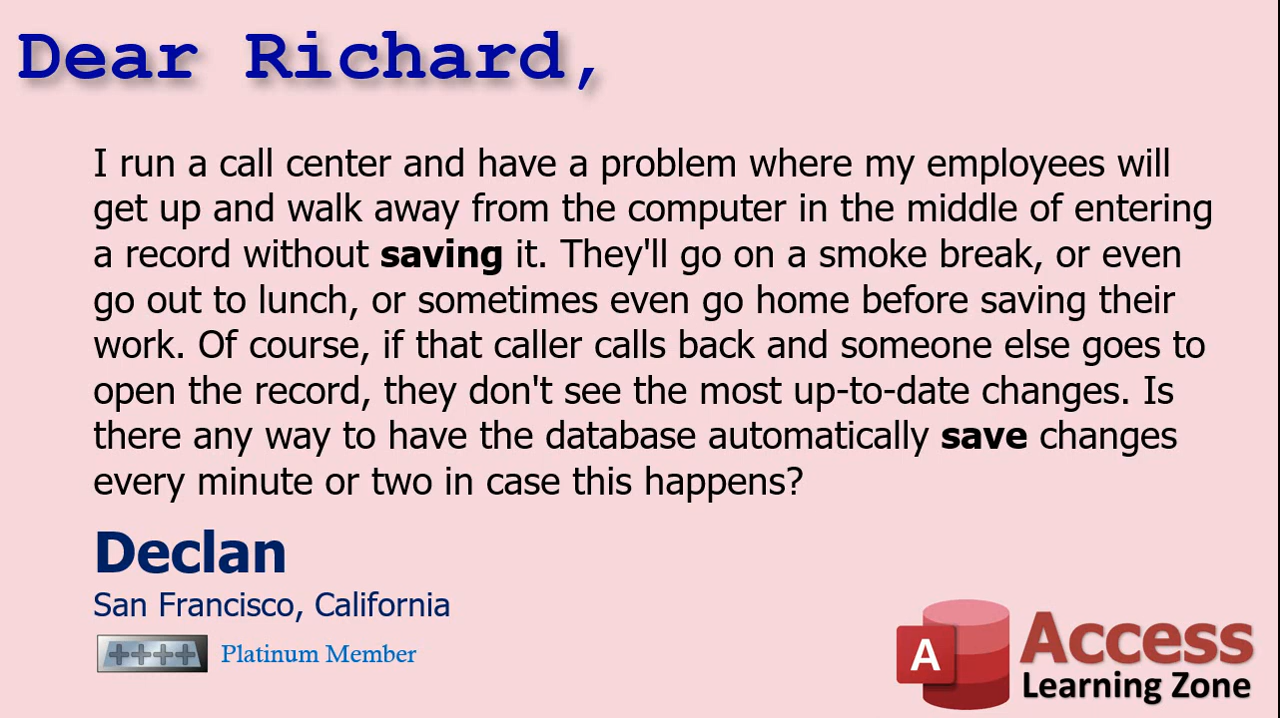 Dear Richard,
I run a call center and have a problem where my employees will
get up and walk away from the computer in the middle of entering
a record without saving it. They'll go on a smoke break, or even
go out to lunch, or sometimes even go home before saving their
work. Of course, if that caller calls back and someone else goes to
open the record, they don't see the most up-to-date changes. Is
there any way to have the database automatically save changes
every minute or two in case this happens?
Declan
San Francisco, California
++++ Platinum Member
A Access
Learning Zone